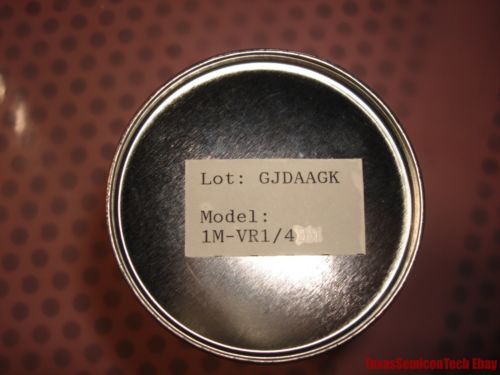 Lot: GJDAAGK
Model:
1M-VR1/4
TexasSemiconTech Ebay